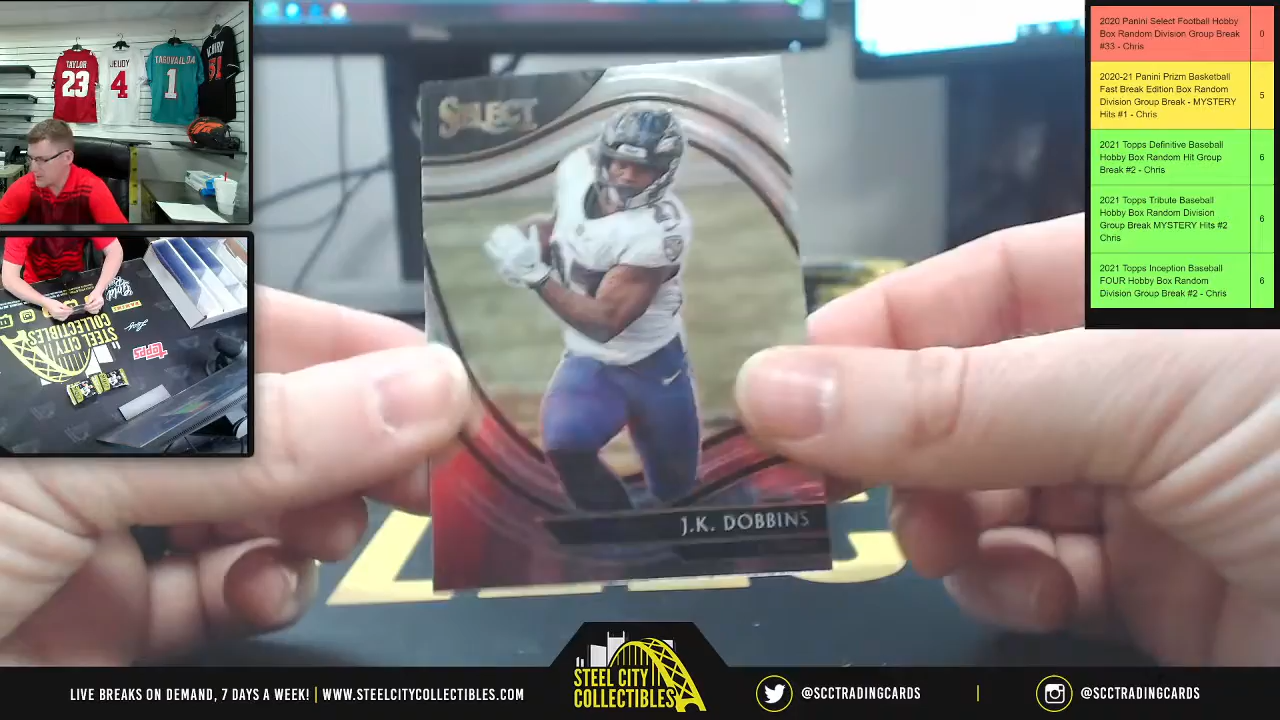 TAYLOR
23
JEUDY
4
TAGOVAILOA
1
51
SELECT
J.K. DOBBINS
STEEL CITY
COLLECTIBLES
topps
2020 Panini Select Football Hobby
Box Random Division Group Break
#33 - Chris
0
2020-21 Panini Prizm Basketball
Fast Break Edition Box Random
Division Group Break - MYSTERY
Hits #1 - Chris
5
2021 Topps Definitive Baseball
Hobby Box Random Hit Group
Break #2 - Chris
6
2021 Topps Tribute Baseball
Hobby Box Random Division
Group Break MYSTERY Hits #2
Chris
6
2021 Topps Inception Baseball
FOUR Hobby Box Random
Division Group Break #2 - Chris
6
LIVE BREAKS ON DEMAND, 7 DAYS A WEEK! | WWW.STEELCITYCOLLECTIBLES.COM
STEEL CITY
COLLECTIBLES
@SCCTRADINGCARDS | @SCCTRADINGCARDS